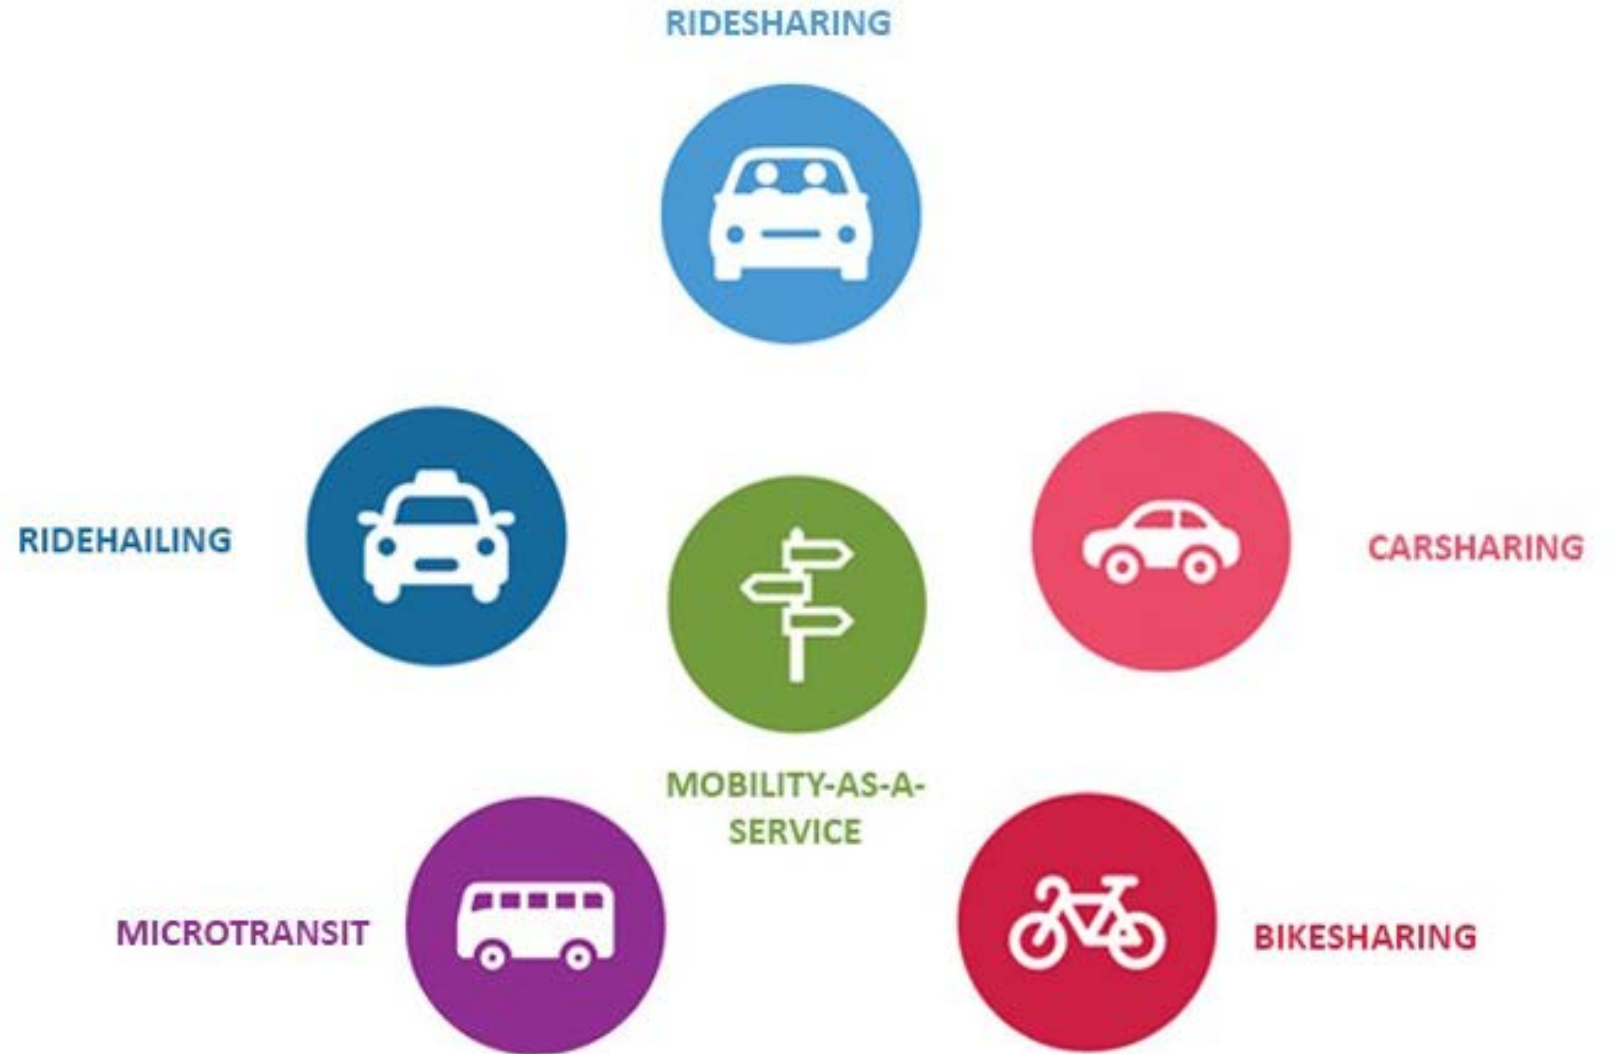 RIDESHARING
RIDEHAILING
CARSHARING
MOBILITY-AS-A-
SERVICE
MICROTRANSIT
BIKESHARING